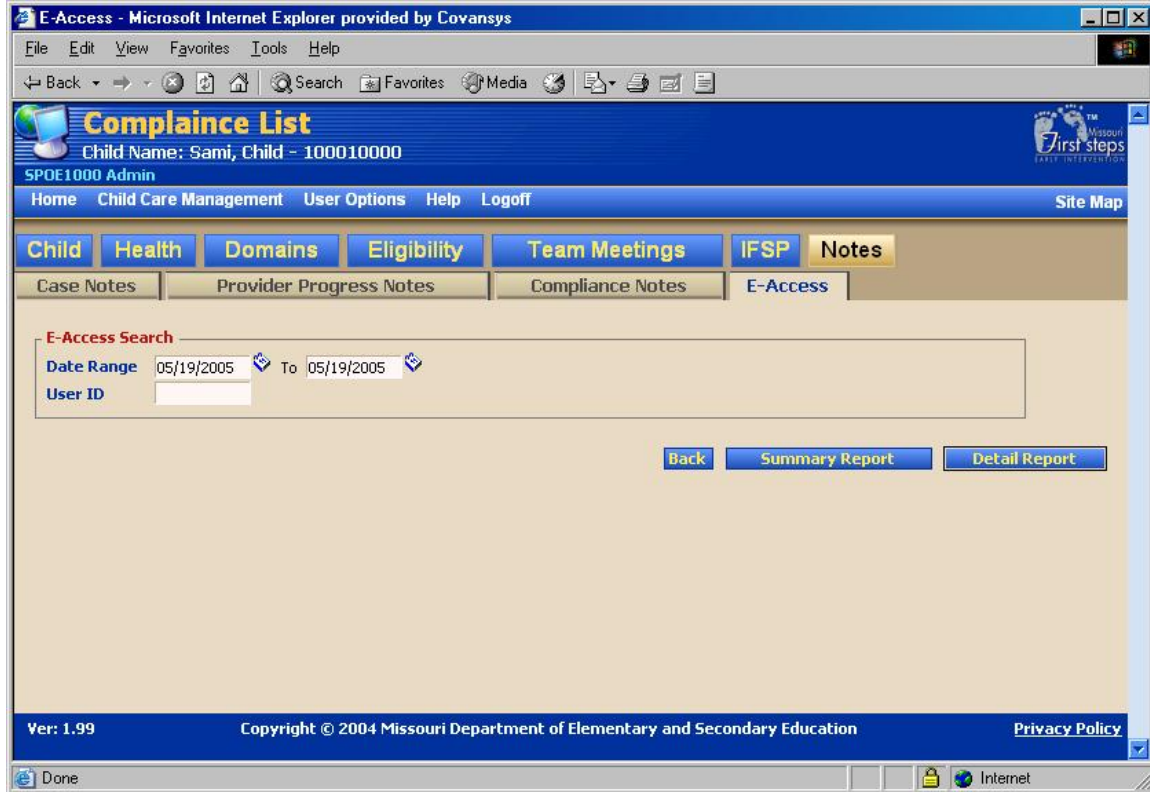 E-Access - Microsoft Internet Explorer provided by Covansys
File Edit View Favorites Tools Help
Back Search Favorites Media
Complaince List
Child Name: Sami, Child - 100010000
SPOE1000 Admin
TM
Missouri
First steps
EARLY INTERVENTION
Home Child Care Management User Options Help Logoff Site Map
Child Health Domains Eligibility Team Meetings IFSP Notes
Case Notes Provider Progress Notes Compliance Notes E-Access
E-Access Search
Date Range 05/19/2005 To 05/19/2005
User ID
Back Summary Report Detail Report
Ver: 1.99 Copyright © 2004 Missouri Department of Elementary and Secondary Education Privacy Policy
Done Internet